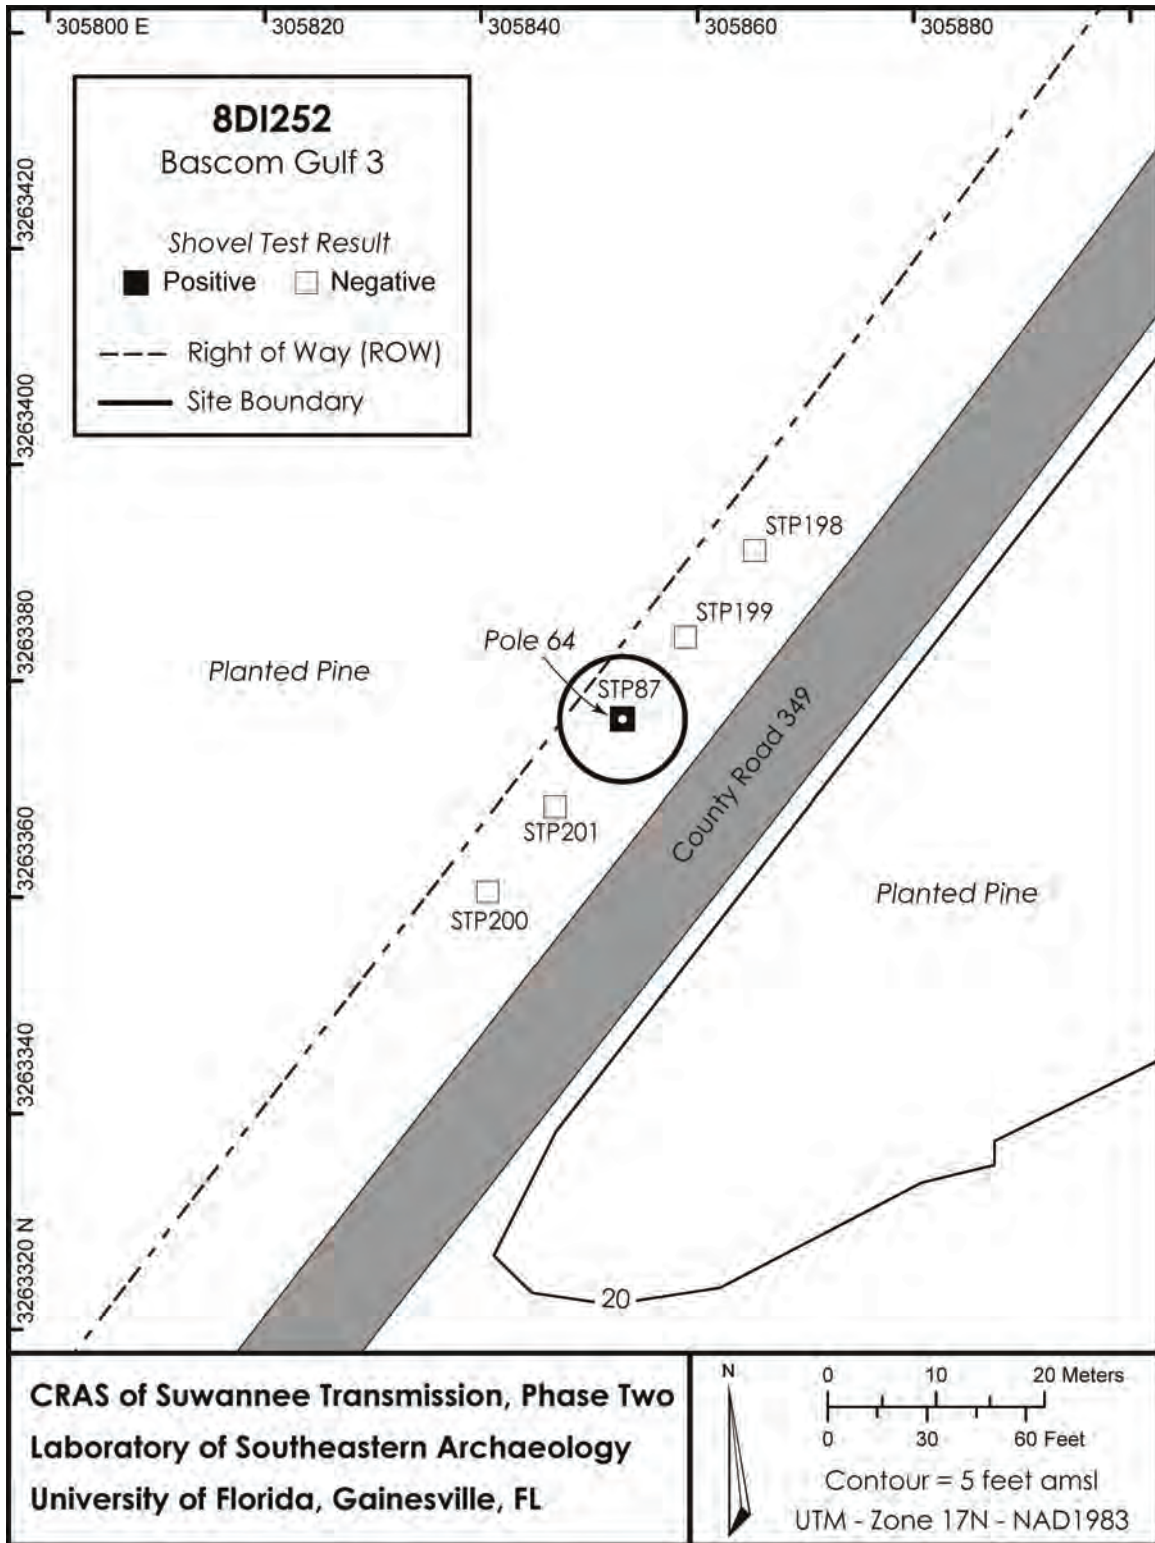 305800 E
305820
305840
305860
305880
8DI252
Bascom Gulf 3
Shovel Test Result
Positive
Negative
Right of Way (ROW)
Site Boundary
3263420
3263400
3263380
3263360
3263340
3263320 N
STP198
STP199
Pole 64
STP87
Planted Pine
STP201
STP200
County Road 349
Planted Pine
20
CRAS of Suwannee Transmission, Phase Two
Laboratory of Southeastern Archaeology
University of Florida, Gainesville, FL
N
0 10 20 Meters
0 30 60 Feet
Contour = 5 feet amsl
UTM - Zone 17N - NAD1983